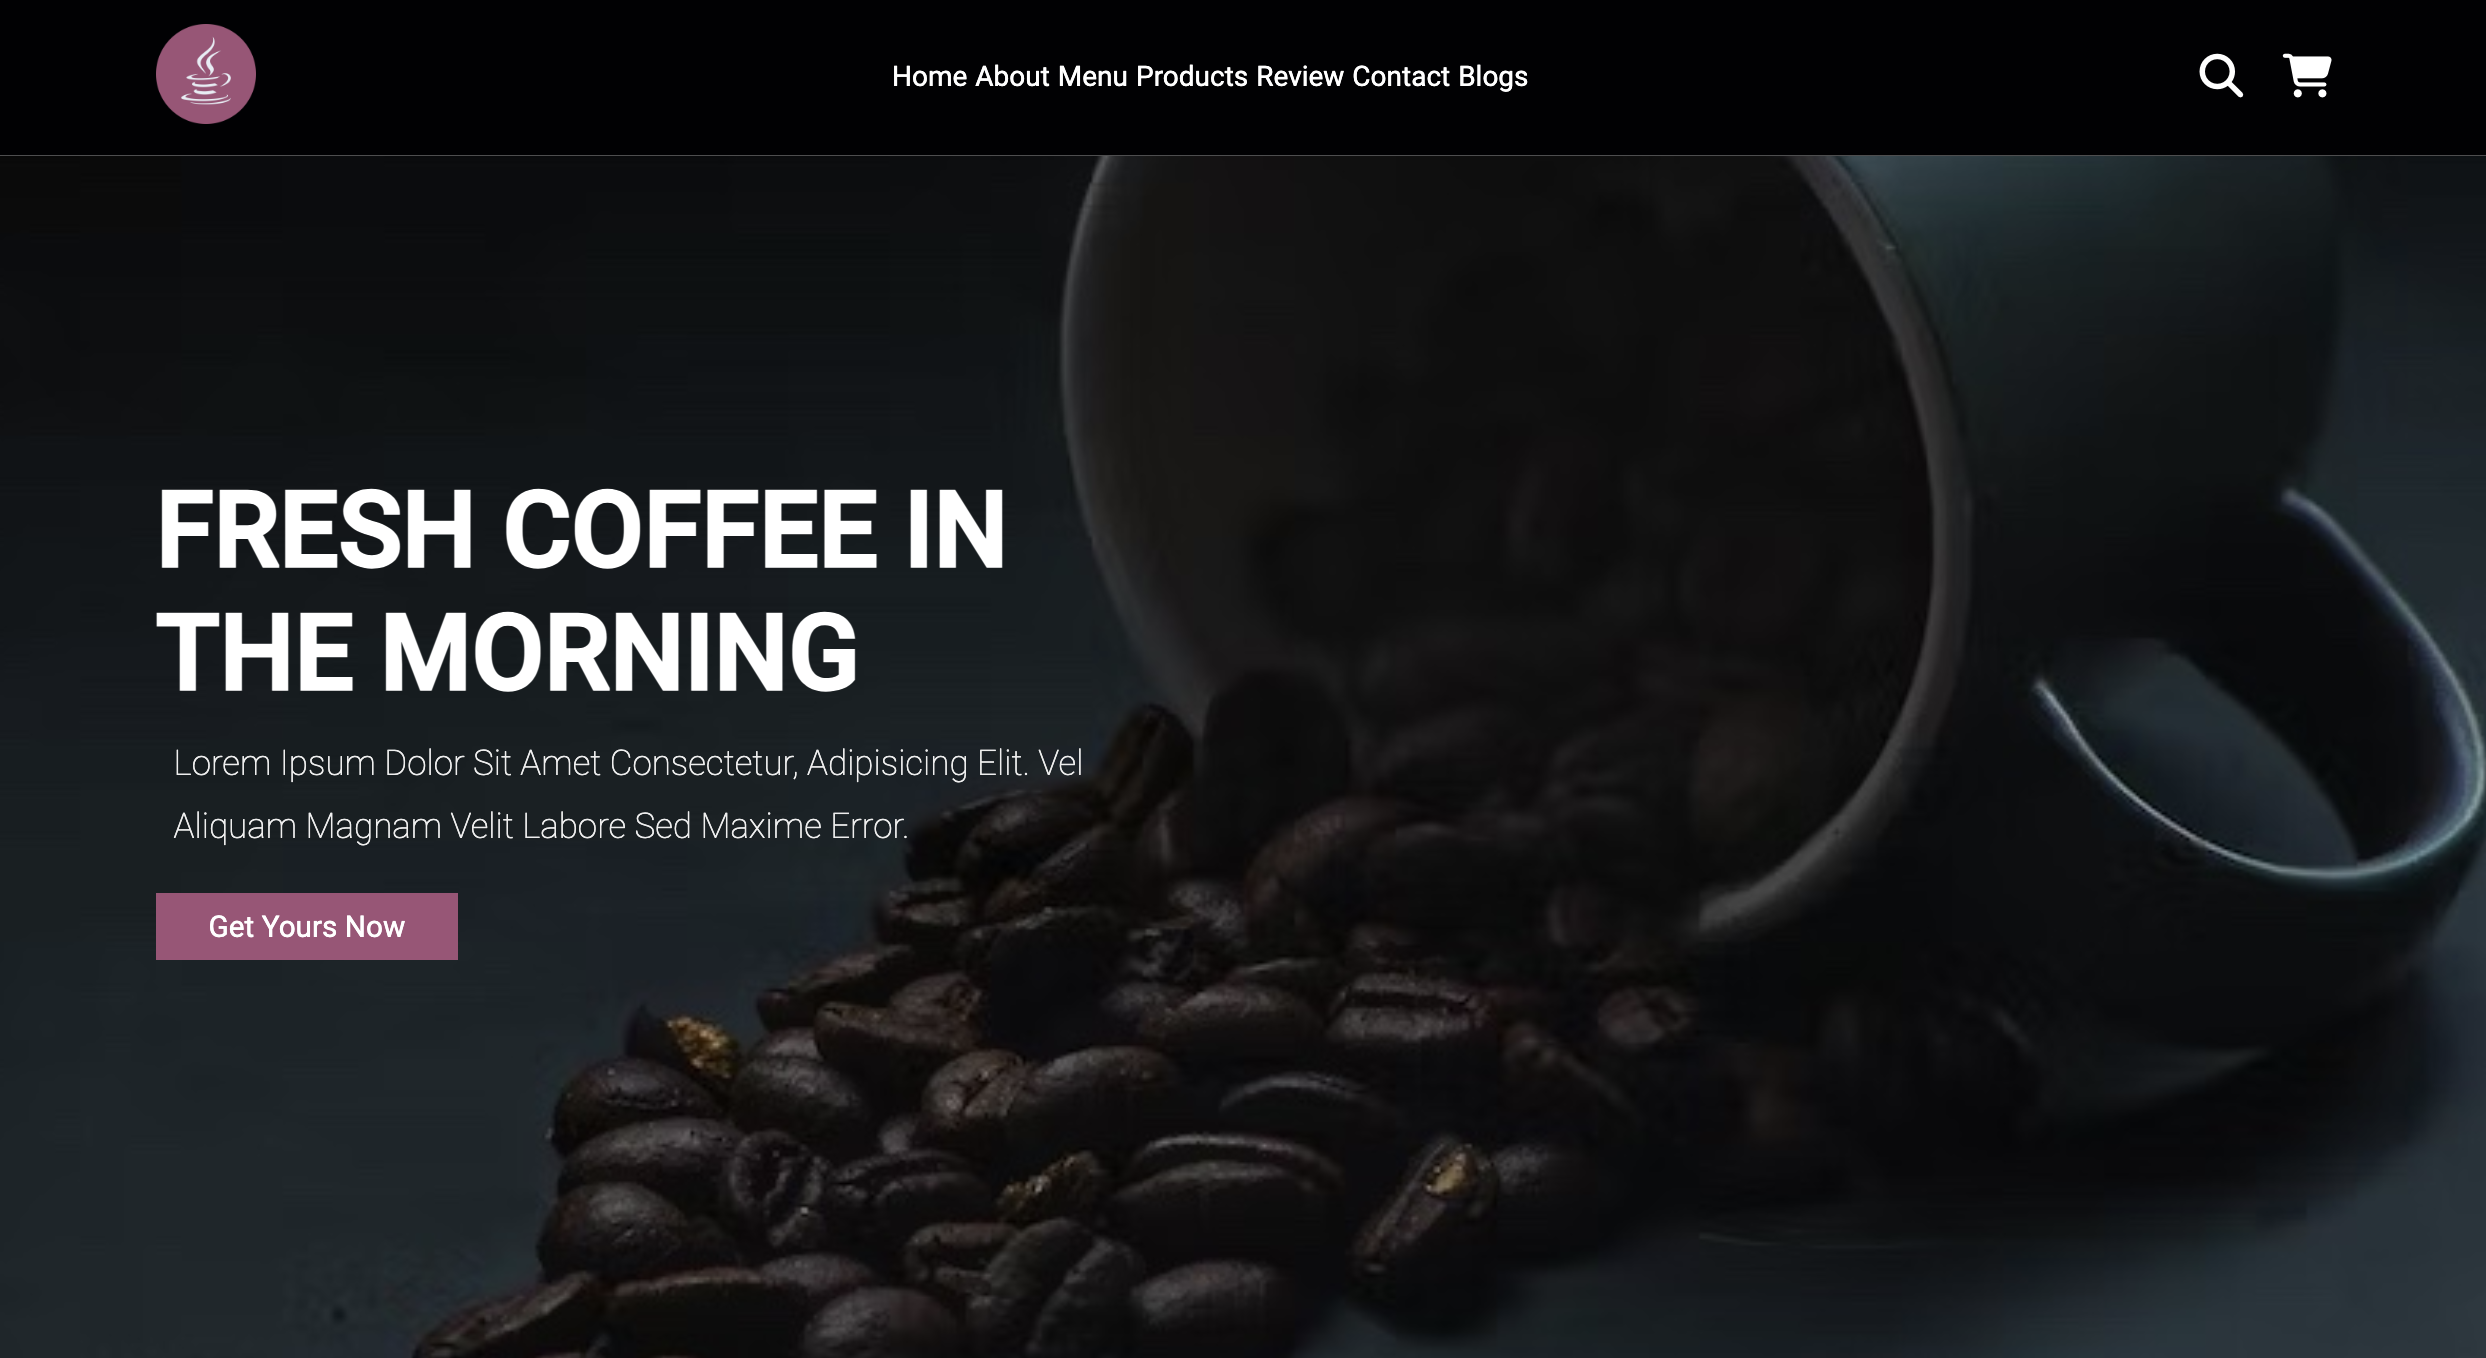 Home About Menu Products Review Contact Blogs
FRESH COFFEE IN
THE MORNING
Lorem Ipsum Dolor Sit Amet Consectetur, Adipisicing Elit. Vel
Aliquam Magnam Velit Labore Sed Maxime Error.
Get Yours Now